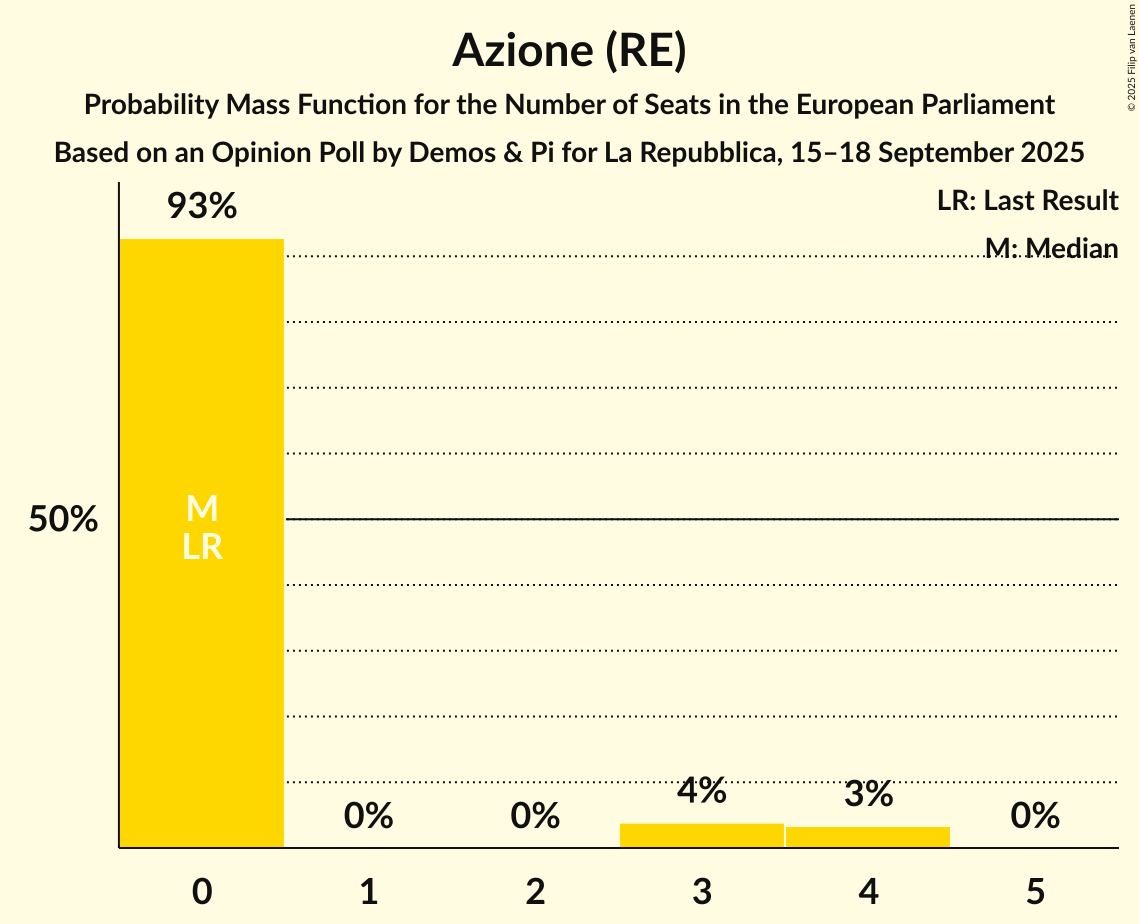 Azione (RE)
Probability Mass Function for the Number of Seats in the European Parliament
Based on an Opinion Poll by Demos & Pi for La Repubblica, 15–18 September 2025
© 2025 Filip van Laenen
LR: Last Result
M: Median
93%
50%
M
LR
0%
0%
4%
3%
0%
0
1
2
3
4
5